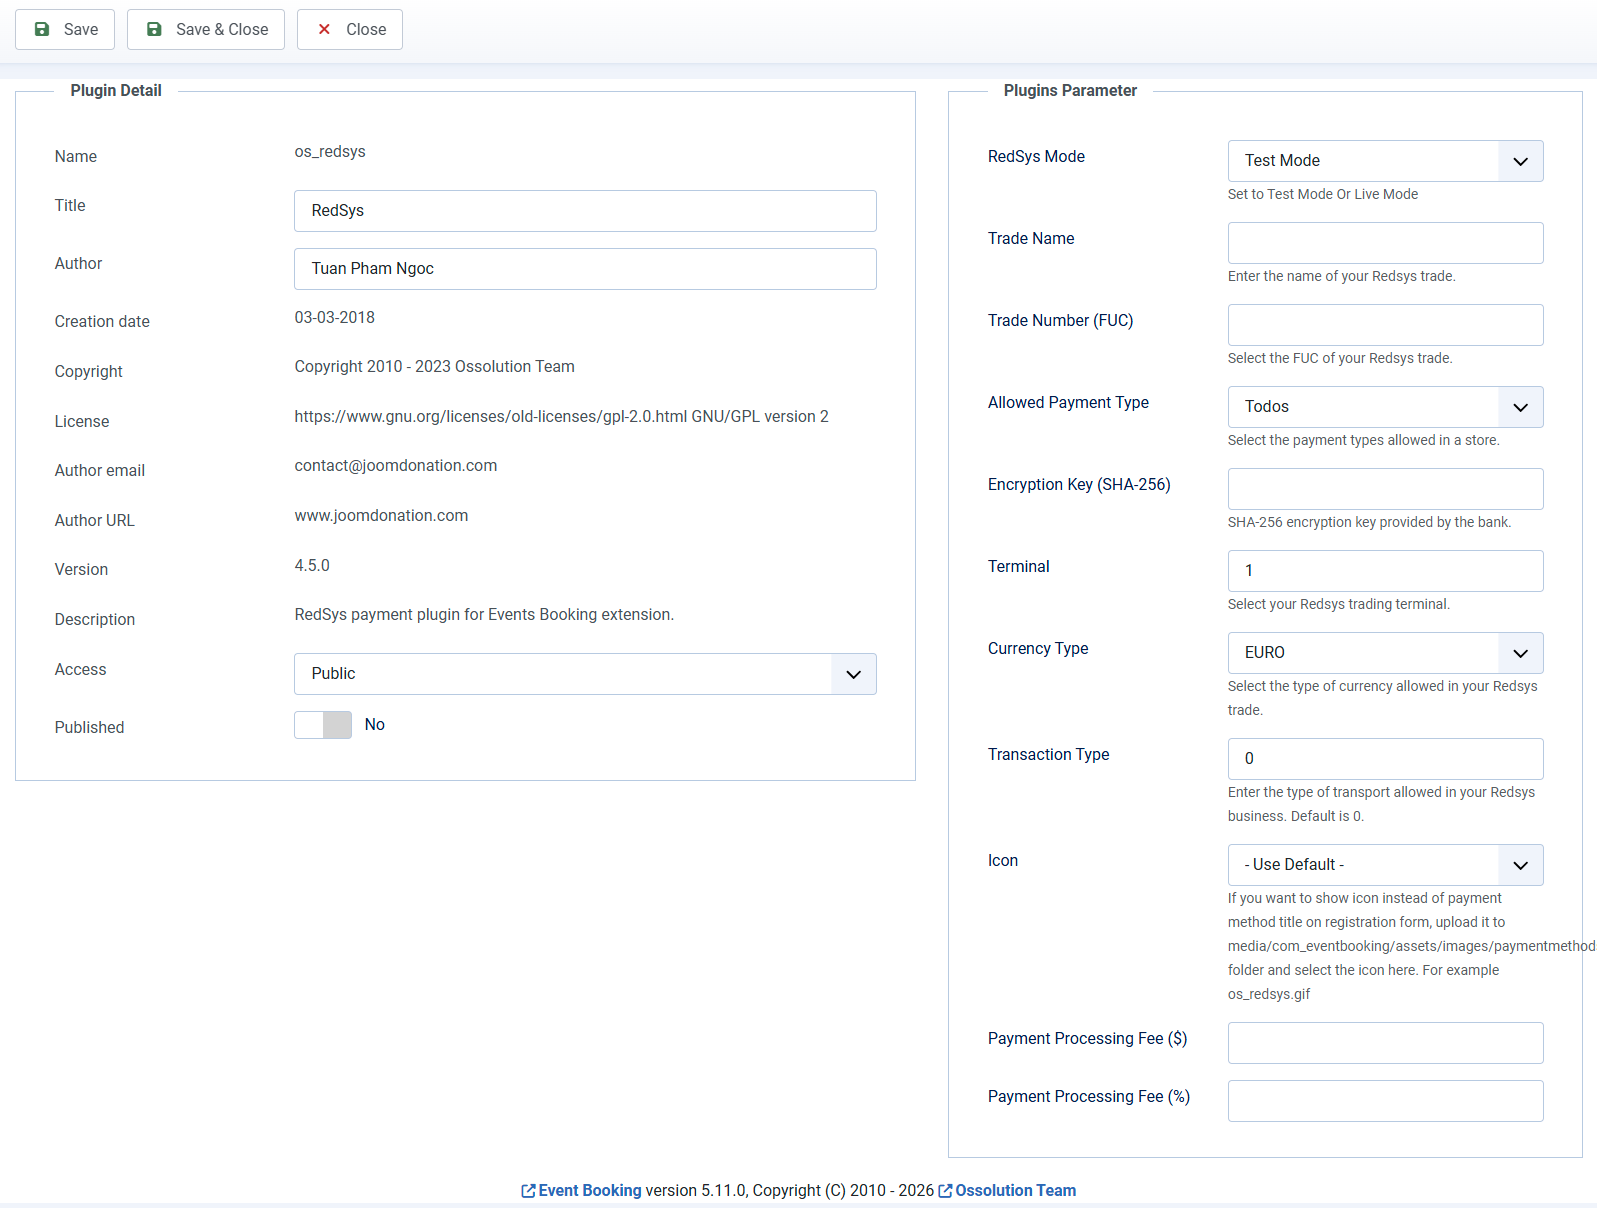 Save
Save & Close
Close
Plugin Detail
Name
os_redsys
Title
RedSys
Author
Tuan Pham Ngoc
Creation date
03-03-2018
Copyright
Copyright 2010 - 2023 Ossolution Team
License
https://www.gnu.org/licenses/old-licenses/gpl-2.0.html GNU/GPL version 2
Author email
contact@joomdonation.com
Author URL
www.joomdonation.com
Version
4.5.0
Description
RedSys payment plugin for Events Booking extension.
Access
Public
Published
No
Plugins Parameter
RedSys Mode
Test Mode
Set to Test Mode Or Live Mode
Trade Name
Enter the name of your Redsys trade.
Trade Number (FUC)
Select the FUC of your Redsys trade.
Allowed Payment Type
Todos
Select the payment types allowed in a store.
Encryption Key (SHA-256)
SHA-256 encryption key provided by the bank.
Terminal
1
Select your Redsys trading terminal.
Currency Type
EURO
Select the type of currency allowed in your Redsys
trade.
Transaction Type
0
Enter the type of transport allowed in your Redsys
business. Default is 0.
Icon
- Use Default -
If you want to show icon instead of payment
method title on registration form, upload it to
media/com_eventbooking/assets/images/paymentmethod
folder and select the icon here. For example
os_redsys.gif
Payment Processing Fee ($)
Payment Processing Fee (%)
Event Booking version 5.11.0, Copyright (C) 2010 - 2026 Ossolution Team